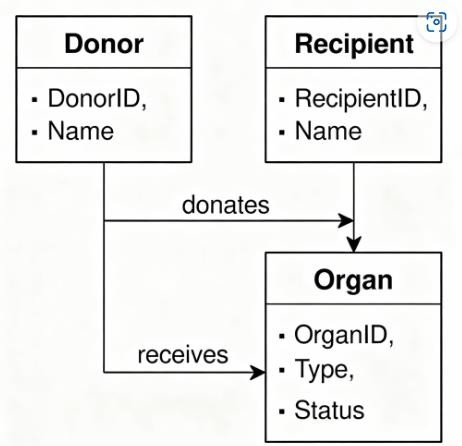 Donor
▪ DonorID,
▪ Name
Recipient
▪ RecipientID,
▪ Name
donates
receives
Organ
▪ OrganID,
▪ Type,
▪ Status